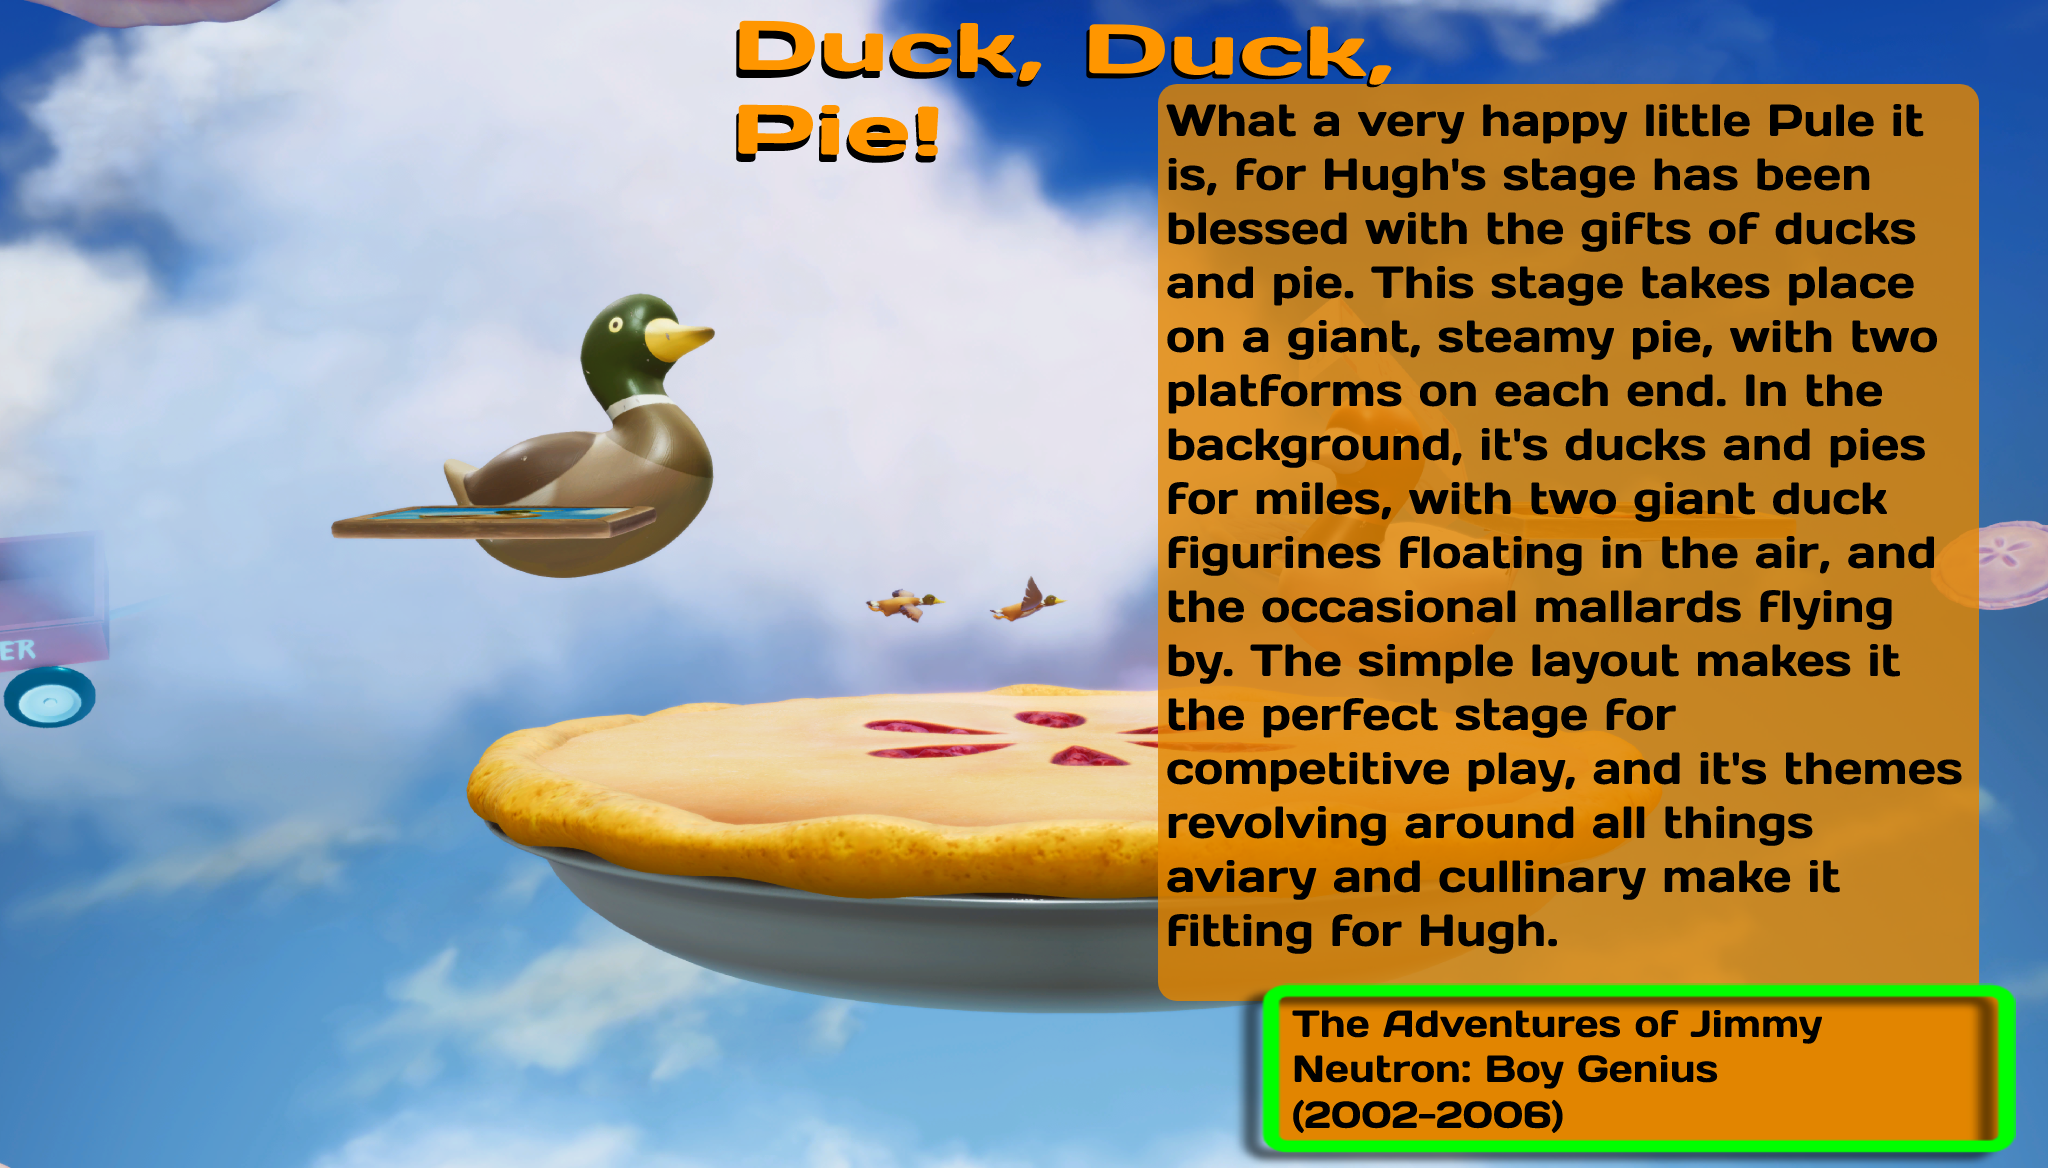 Duck, Duck,
Pie!
What a very happy little Pule it
is, for Hugh's stage has been
blessed with the gifts of ducks
and pie. This stage takes place
on a giant, steamy pie, with two
platforms on each end. In the
background, it's ducks and pies
for miles, with two giant duck
figurines floating in the air, and
the occasional mallards flying
by. The simple layout makes it
the perfect stage for
competitive play, and it's themes
revolving around all things
aviary and cullinary make it
fitting for Hugh.
ER
The Adventures of Jimmy
Neutron: Boy Genius
(2002-2006)